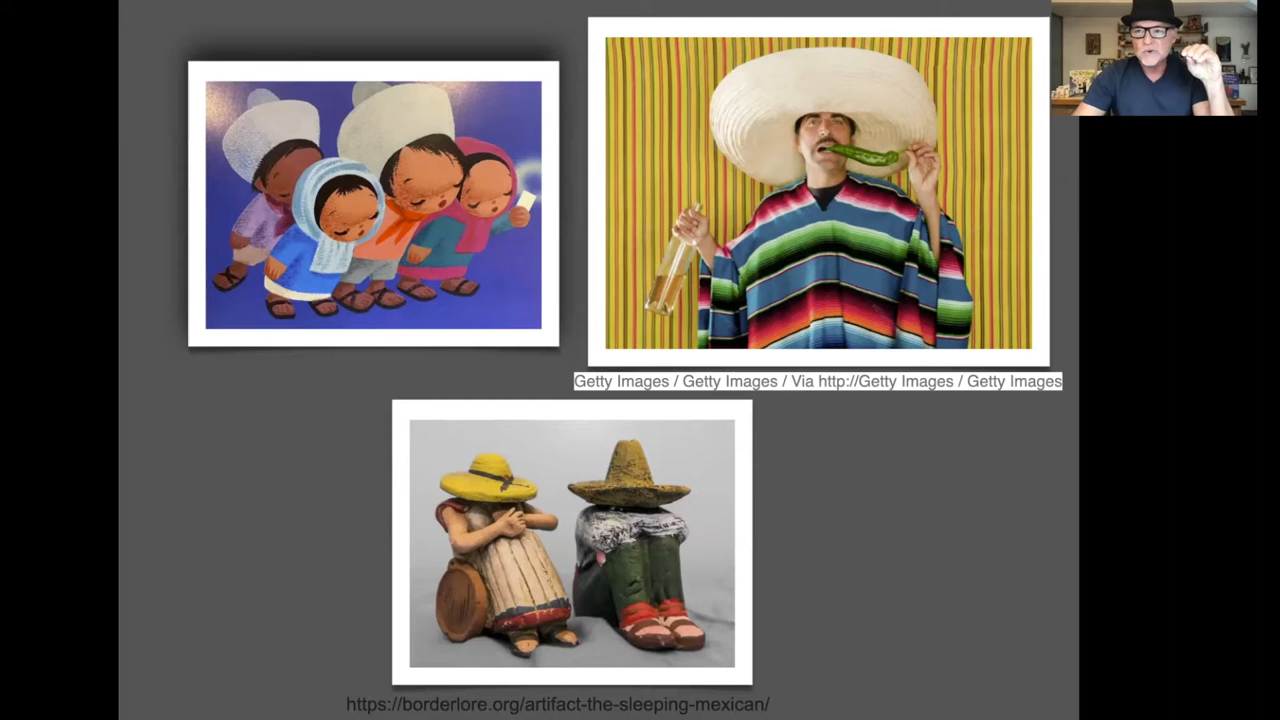 Getty Images / Getty Images / Via http://Getty Images / Getty Images
https://borderlore.org/artifact-the-sleeping-mexican/